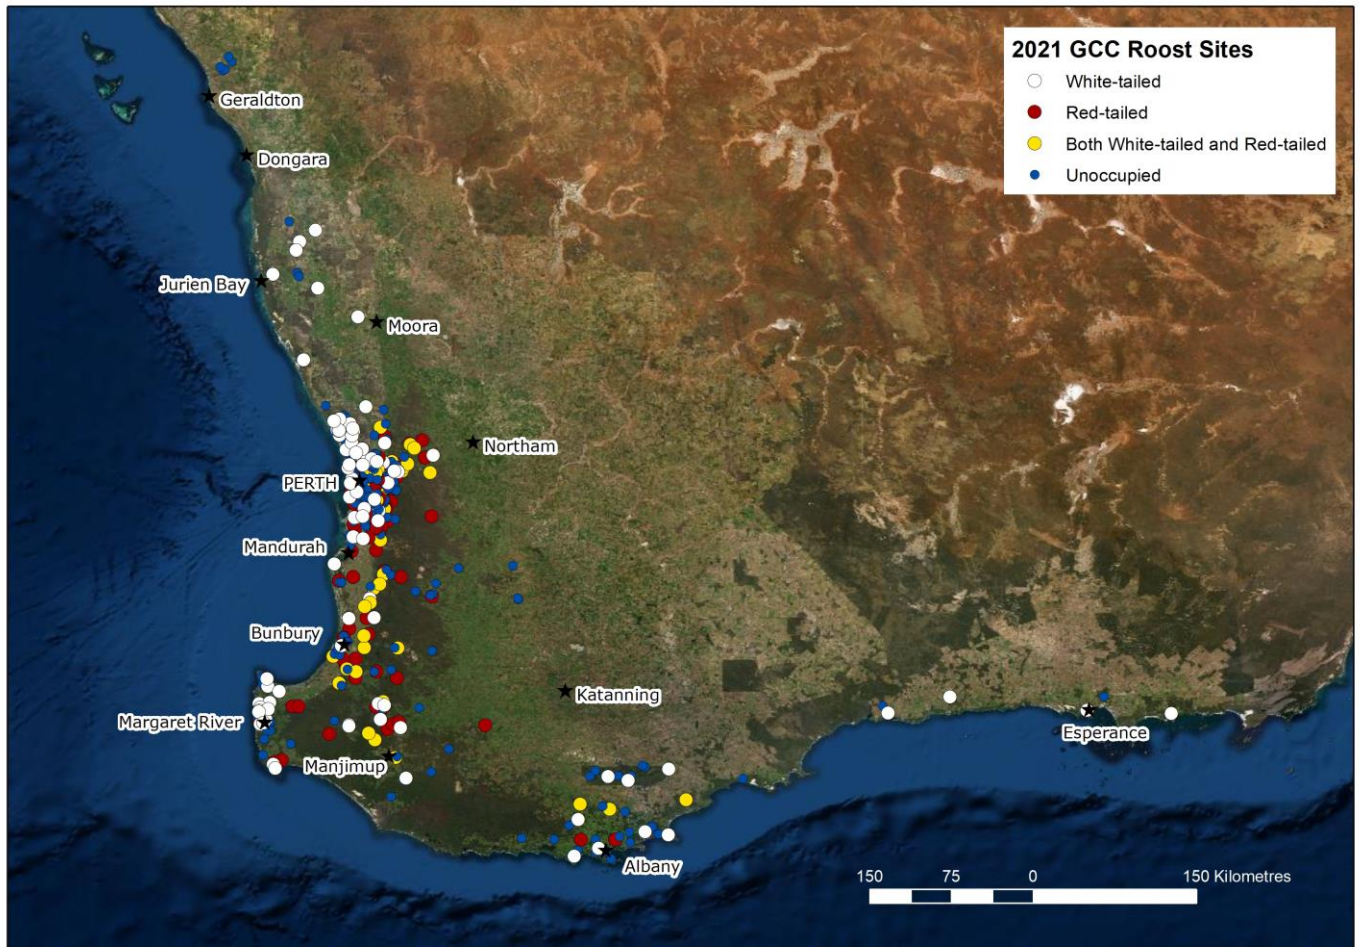 2021 GCC Roost Sites
White-tailed
Red-tailed
Both White-tailed and Red-tailed
Unoccupied
Geraldton
Dongara
Jurien Bay
Moora
Northam
PERTH
Mandurah
Bunbury
Katanning
Margaret River
Esperance
Manjimup
Albany
150 75 0 150 Kilometres